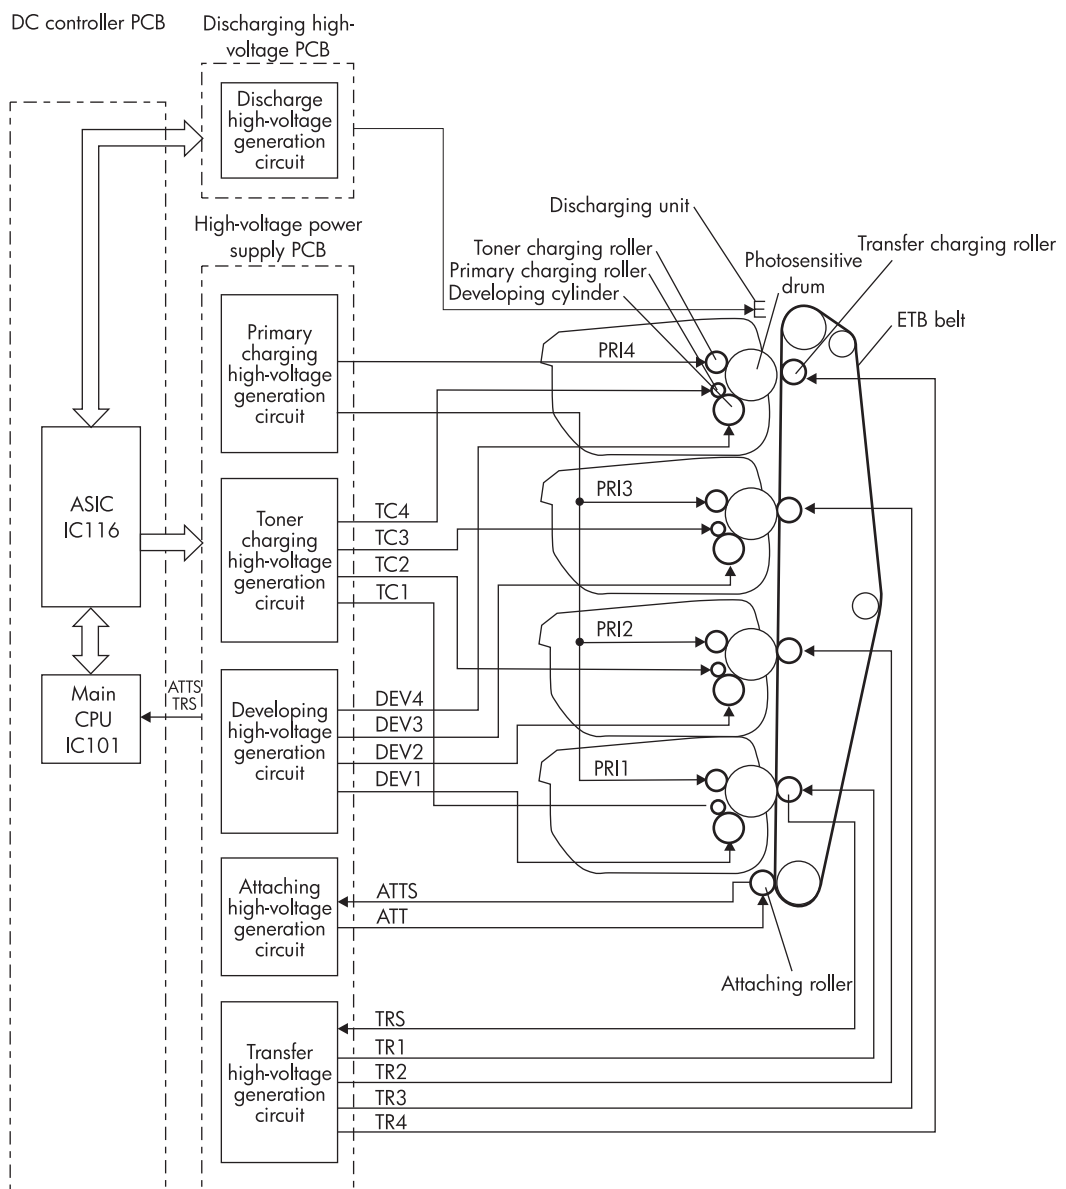 DC controller PCB
Discharging high-
voltage PCB
Discharge
high-voltage
generation
circuit
High-voltage power
supply PCB
Discharging unit
Toner charging roller
Primary charging roller
Developing cylinder
Transfer charging roller
Photosensitive
drum
ETB belt
Primary
charging
high-voltage
generation
circuit
PRI4
ASIC
IC116
Toner
charging
high-voltage
generation
circuit
TC4
TC3
TC2
TC1
PRI3
PRI2
Main
CPU
IC101
ATTS
TRS
Developing
high-voltage
generation
circuit
DEV4
DEV3
DEV2
DEV1
PRI1
Attaching
high-voltage
generation
circuit
ATTS
ATT
Attaching roller
Transfer
high-voltage
generation
circuit
TRS
TR1
TR2
TR3
TR4